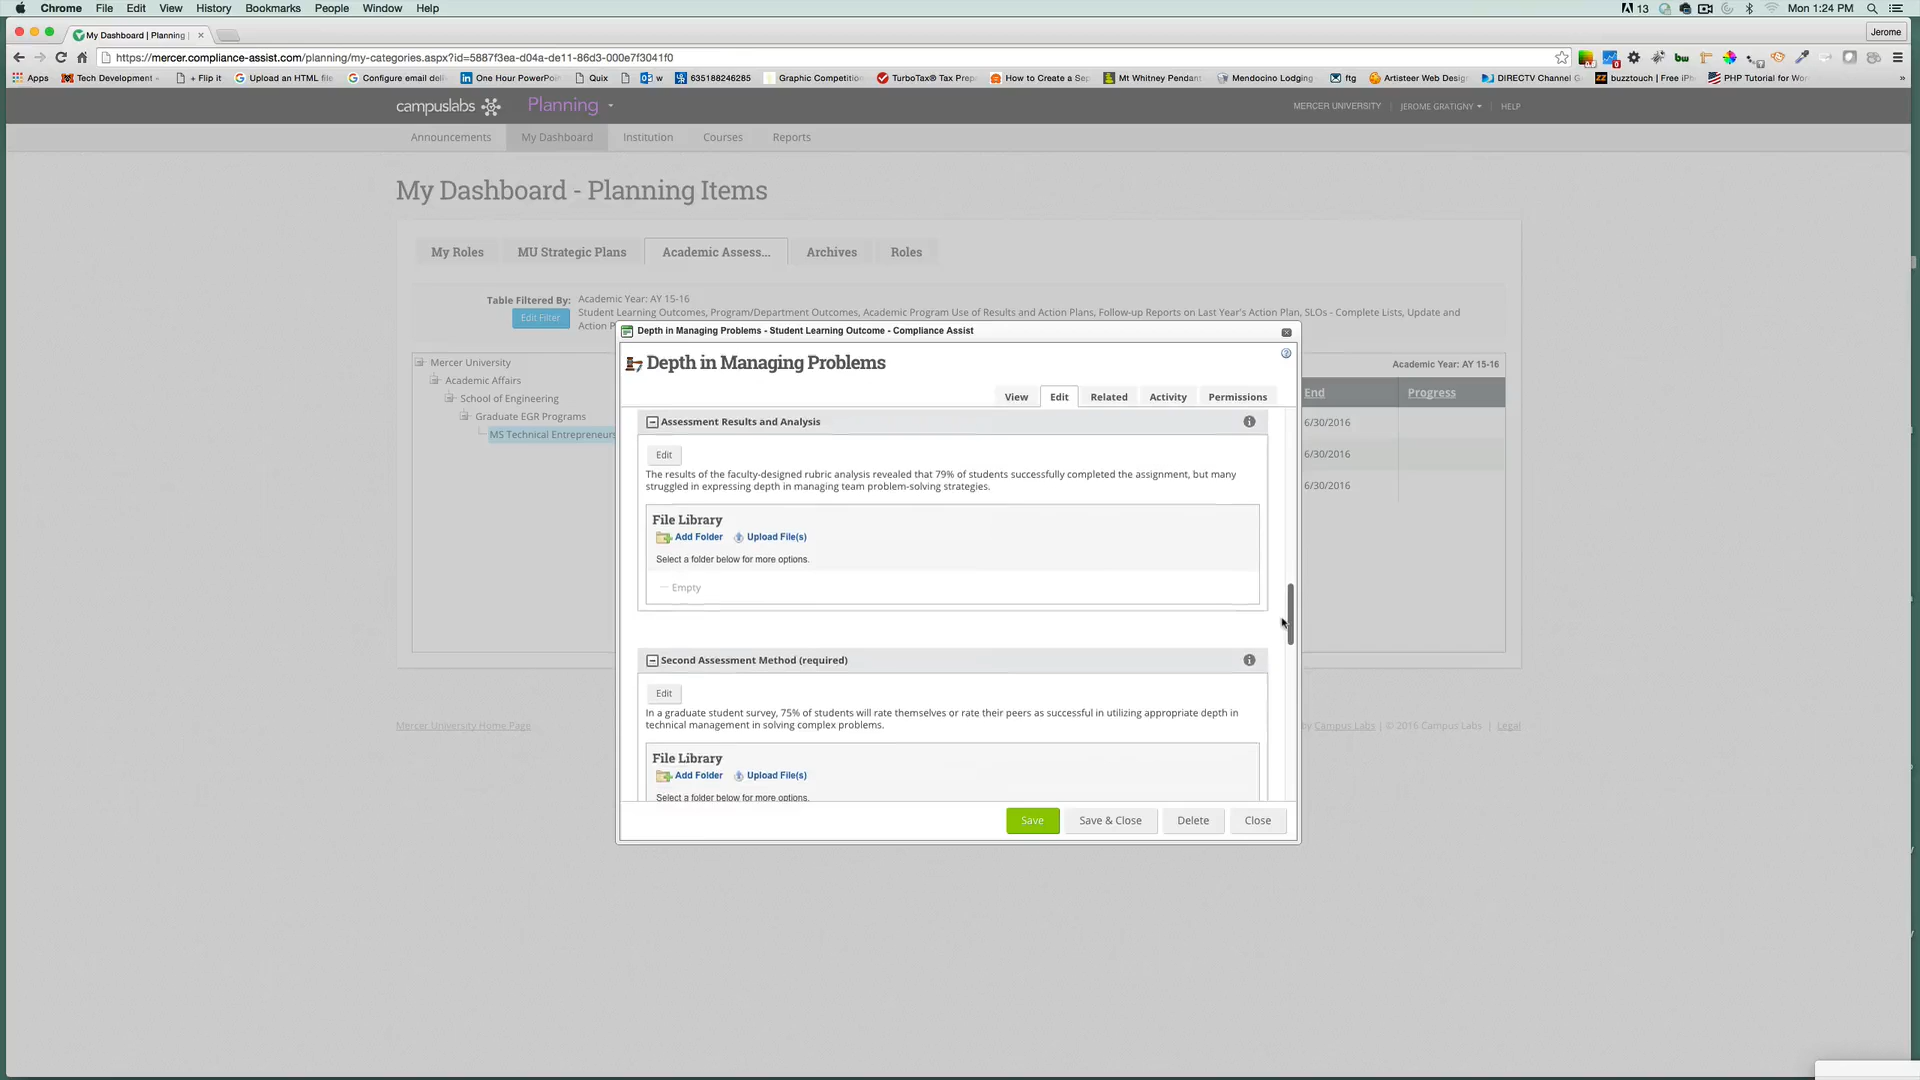 Chrome File Edit View History Bookmarks People Window Help
13 Mon 1:24 PM
My Dashboard | Planning |
Jerome
https://mercer.compliance-assist.com/planning/my-categories.aspx?id=5887f3ea-d04a-de11-86d3-000e7f3041f0
Apps Tech Development + Flip it Upload an HTML file Configure email deli One Hour PowerPoi Quix w 635188246285 Graphic Competition TurboTax® Tax Prep How to Create a Sep Mt Whitney Pendant Mendocino Lodging ftg Artisteer Web Desig DIRECTV Channel G buzztouch | Free iPh PHP Tutorial for Wor »
campuslabs Planning
MERCER UNIVERSITY | JEROME GRATIGNY | HELP
Announcements My Dashboard Institution Courses Reports
My Dashboard - Planning Items
My Roles MU Strategic Plans Academic Assess... Archives Roles
Table Filtered By: Academic Year: AY 15-16
Edit Filter
Student Learning Outcomes, Program/Department Outcomes, Academic Program Use of Results and Action Plans, Follow-up Reports on Last Year's Action Plan, SLOs - Complete Lists, Update and
Action P
Mercer University
Academic Affairs
School of Engineering
Graduate EGR Programs
MS Technical Entrepreneurs
Academic Year: AY 15-16
End Progress
6/30/2016
6/30/2016
6/30/2016
Depth in Managing Problems - Student Learning Outcome - Compliance Assist
Depth in Managing Problems
View Edit Related Activity Permissions
Assessment Results and Analysis
Edit
The results of the faculty-designed rubric analysis revealed that 79% of students successfully completed the assignment, but many
struggled in expressing depth in managing team problem-solving strategies.
File Library
Add Folder Upload File(s)
Select a folder below for more options.
Empty
Second Assessment Method (required)
Edit
In a graduate student survey, 75% of students will rate themselves or rate their peers as successful in utilizing appropriate depth in
technical management in solving complex problems.
File Library
Add Folder Upload File(s)
Select a folder below for more options.
Save Save & Close Delete Close
Mercer University Home Page
by Campus Labs | © 2016 Campus Labs | Legal